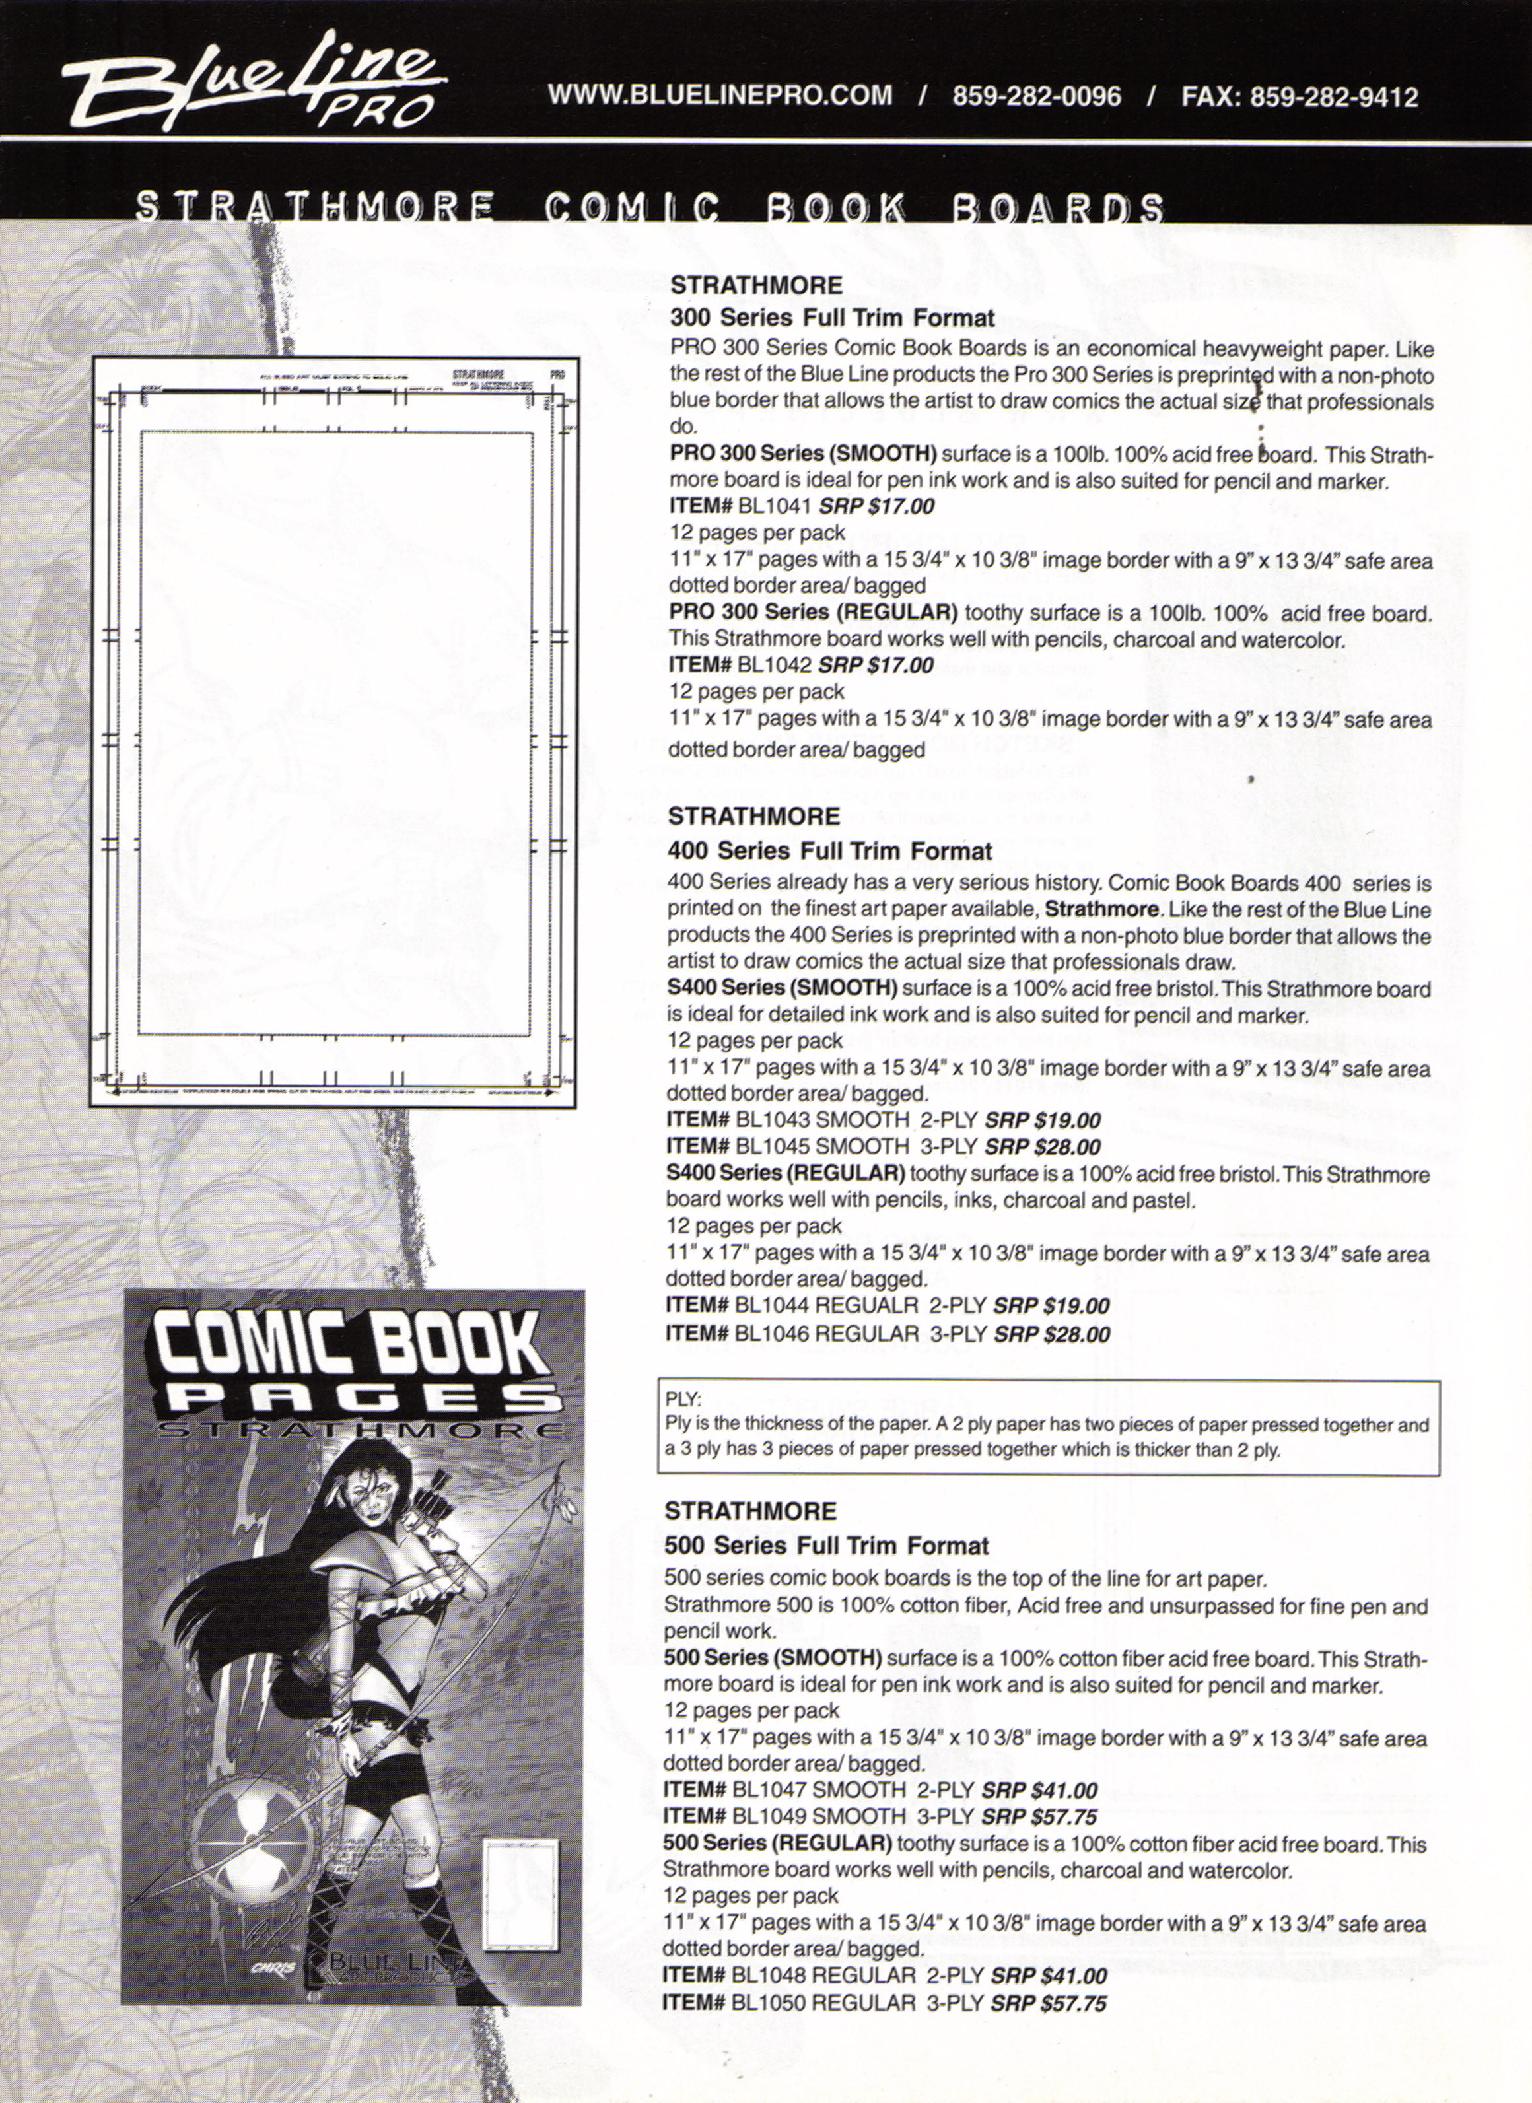 Blue Line PRO
WWW.BLUELINEPRO.COM / 859-282-0096 / FAX: 859-282-9412
STRATHMORE COMIC BOOK BOARDS
STRATHMORE
300 Series Full Trim Format
PRO 300 Series Comic Book Boards is an economical heavyweight paper. Like
the rest of the Blue Line products the Pro 300 Series is preprinted with a non-photo
blue border that allows the artist to draw comics the actual size that professionals
do.
PRO 300 Series (SMOOTH) surface is a 100lb. 100% acid free board. This Strath-
more board is ideal for pen ink work and is also suited for pencil and marker.
ITEM# BL1041 SRP $17.00
12 pages per pack
11" x 17" pages with a 15 3/4" x 10 3/8" image border with a 9” x 13 3/4” safe area
dotted border area/ bagged
PRO 300 Series (REGULAR) toothy surface is a 100lb. 100% acid free board.
This Strathmore board works well with pencils, charcoal and watercolor.
ITEM# BL1042 SRP $17.00
12 pages per pack
11" x 17" pages with a 15 3/4" x 10 3/8" image border with a 9” x 13 3/4” safe area
dotted border area/ bagged
STRATHMORE
400 Series Full Trim Format
400 Series already has a very serious history. Comic Book Boards 400 series is
printed on the finest art paper available, Strathmore. Like the rest of the Blue Line
products the 400 Series is preprinted with a non-photo blue border that allows the
artist to draw comics the actual size that professionals draw.
S400 Series (SMOOTH) surface is a 100% acid free bristol. This Strathmore board
is ideal for detailed ink work and is also suited for pencil and marker.
12 pages per pack
11" x 17" pages with a 15 3/4" x 10 3/8" image border with a 9” x 13 3/4” safe area
dotted border area/ bagged.
ITEM# BL1043 SMOOTH 2-PLY SRP $19.00
ITEM# BL1045 SMOOTH 3-PLY SRP $28.00
S400 Series (REGULAR) toothy surface is a 100% acid free bristol. This Strathmore
board works well with pencils, inks, charcoal and pastel.
12 pages per pack
11" x 17" pages with a 15 3/4" x 10 3/8" image border with a 9” x 13 3/4” safe area
dotted border area/ bagged.
ITEM# BL1044 REGUALR 2-PLY SRP $19.00
ITEM# BL1046 REGULAR 3-PLY SRP $28.00
PLY:
Ply is the thickness of the paper. A 2 ply paper has two pieces of paper pressed together and
a 3 ply has 3 pieces of paper pressed together which is thicker than 2 ply.
STRATHMORE
500 Series Full Trim Format
500 series comic book boards is the top of the line for art paper.
Strathmore 500 is 100% cotton fiber, Acid free and unsurpassed for fine pen and
pencil work.
500 Series (SMOOTH) surface is a 100% cotton fiber acid free board. This Strath-
more board is ideal for pen ink work and is also suited for pencil and marker.
12 pages per pack
11" x 17" pages with a 15 3/4" x 10 3/8" image border with a 9” x 13 3/4” safe area
dotted border area/ bagged.
ITEM# BL1047 SMOOTH 2-PLY SRP $41.00
ITEM# BL1049 SMOOTH 3-PLY SRP $57.75
500 Series (REGULAR) toothy surface is a 100% cotton fiber acid free board. This
Strathmore board works well with pencils, charcoal and watercolor.
12 pages per pack
11" x 17" pages with a 15 3/4" x 10 3/8" image border with a 9” x 13 3/4” safe area
dotted border area/ bagged.
ITEM# BL1048 REGULAR 2-PLY SRP $41.00
ITEM# BL1050 REGULAR 3-PLY SRP $57.75
ALL BLEED ART MUST EXTEND TO SOLID LINE
STRATHMORE
PRO
COMIC BOOK
PAGES
STRATHMORE
CHRIS
BLUE LINE